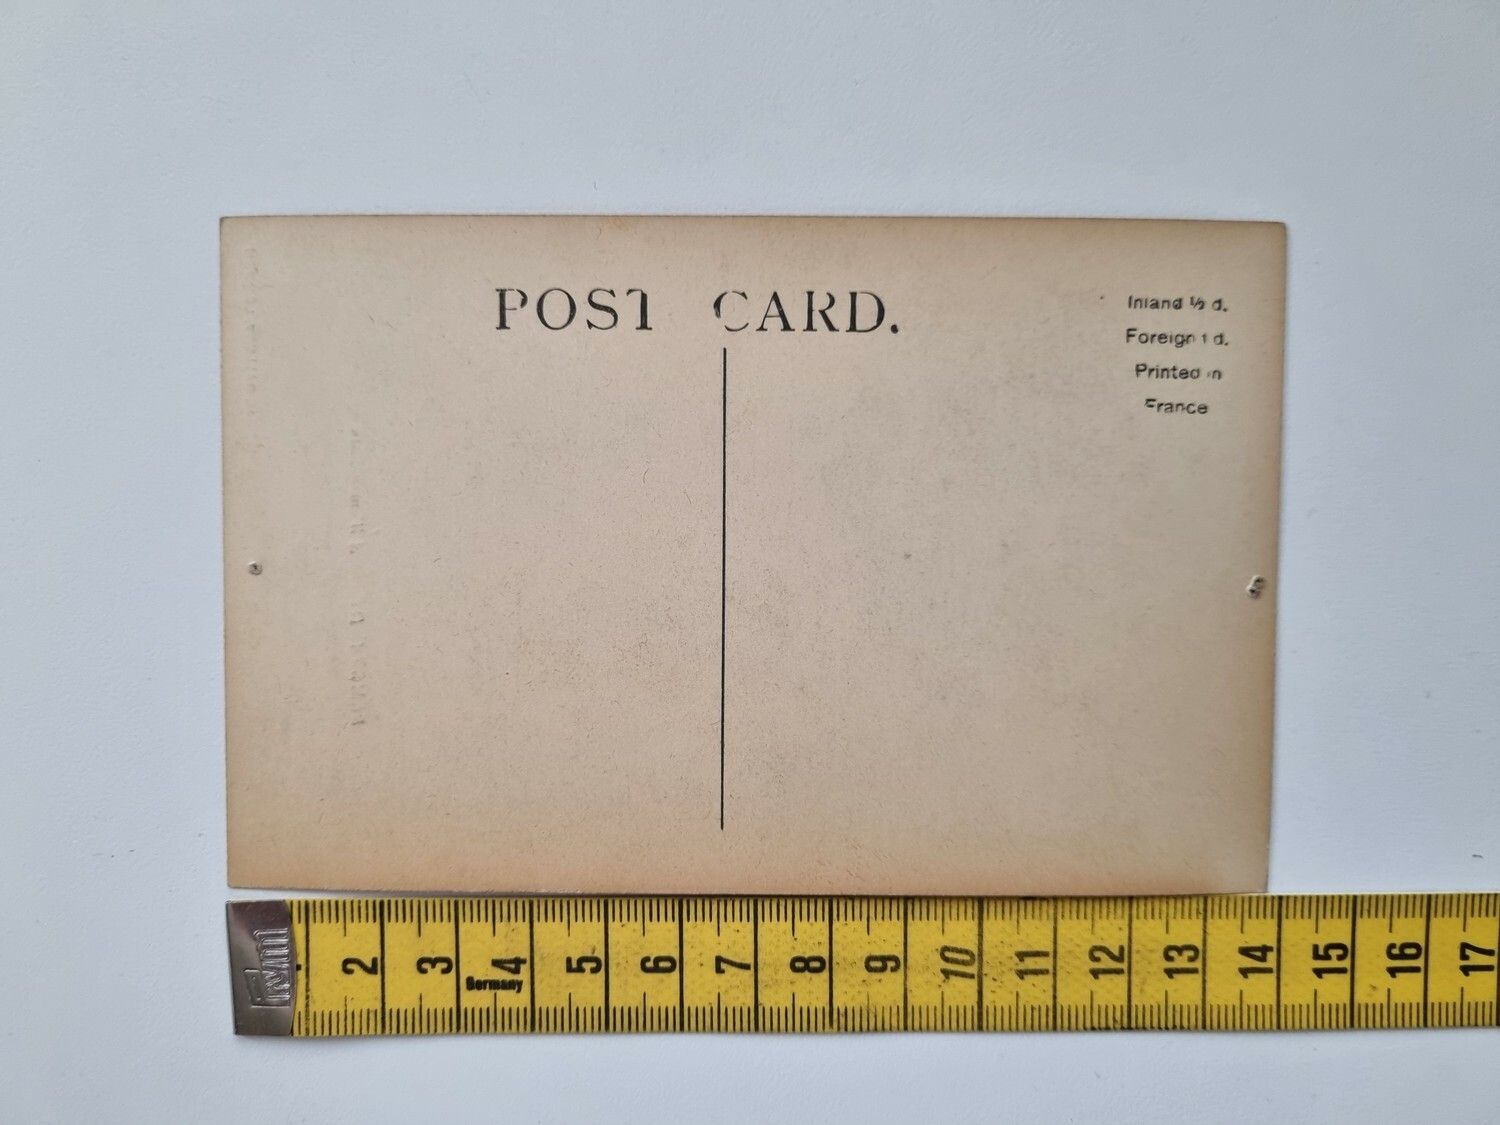 POST CARD.
Inland ½ d.
Foreign 1 d.
Printed in
France
2 3 4 5 6 7 8 9 10 11 12 13 14 15 16 17
Germany